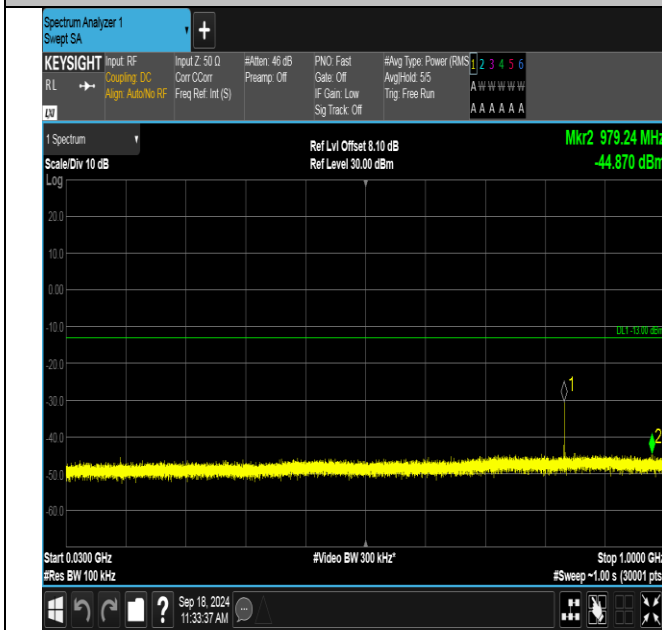 Spectrum Analyzer 1
Swept SA
+
KEYSIGHT
RL
LXI
Input: RF
Coupling: DC
Align: Auto/No RF
Input Z: 50 Ω
Corr CCorr
Freq Ref: Int (S)
#Atten: 46 dB
Preamp: Off
PNO: Fast
Gate: Off
IF Gain: Low
Sig Track: Off
#Avg Type: Power (RMS
Avg|Hold: 5/5
Trig: Free Run
1 2 3 4 5 6
A W W W W W
A A A A A A
1 Spectrum
Scale/Div 10 dB
Log
Ref Lvl Offset 8.10 dB
Ref Level 30.00 dBm
Mkr2 979.24 MHz
-44.870 dBm
20.0
10.0
0.00
-10.0
DL1 -13.00 dBm
-20.0
-30.0
1
-40.0
2
-50.0
-60.0
Start 0.0300 GHz
#Res BW 100 kHz
#Video BW 300 kHz*
Stop 1.0000 GHz
#Sweep ~1.00 s (30001 pts
?
Sep 18, 2024
11:33:37 AM